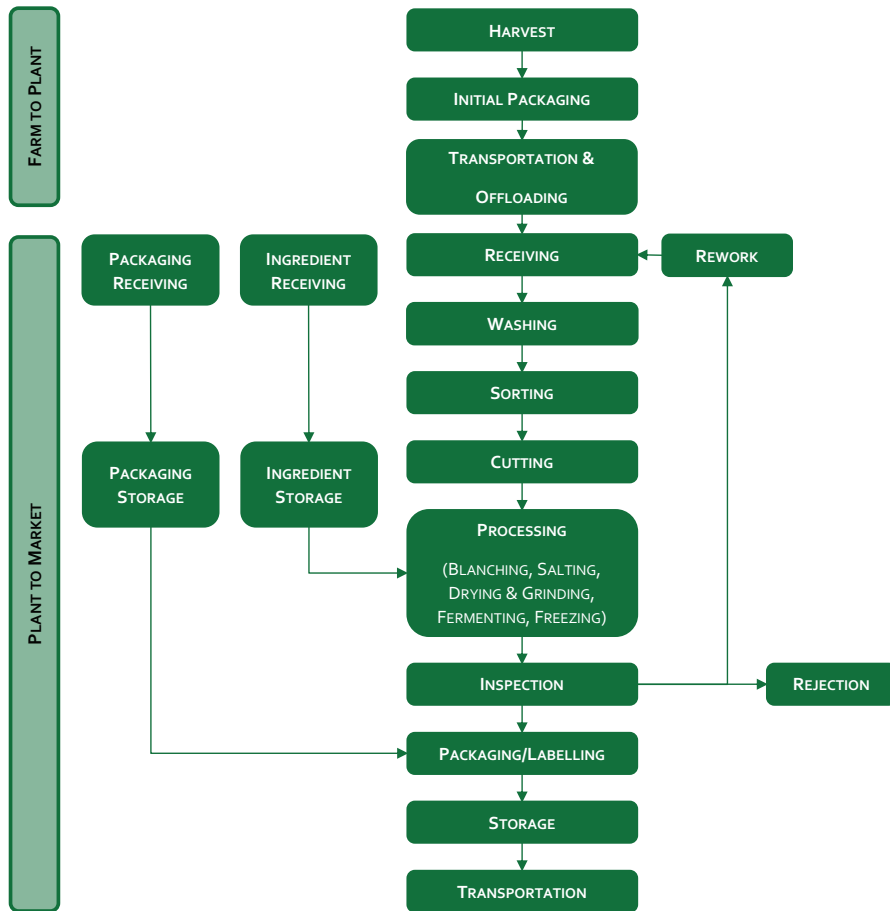 FARM TO PLANT
HARVEST
INITIAL PACKAGING
TRANSPORTATION &
OFFLOADING
PLANT TO MARKET
PACKAGING
RECEIVING
INGREDIENT
RECEIVING
RECEIVING
REWORK
WASHING
SORTING
PACKAGING
STORAGE
INGREDIENT
STORAGE
CUTTING
PROCESSING
(BLANCHING, SALTING,
DRYING & GRINDING,
FERMENTING, FREEZING)
INSPECTION
REJECTION
PACKAGING/LABELLING
STORAGE
TRANSPORTATION